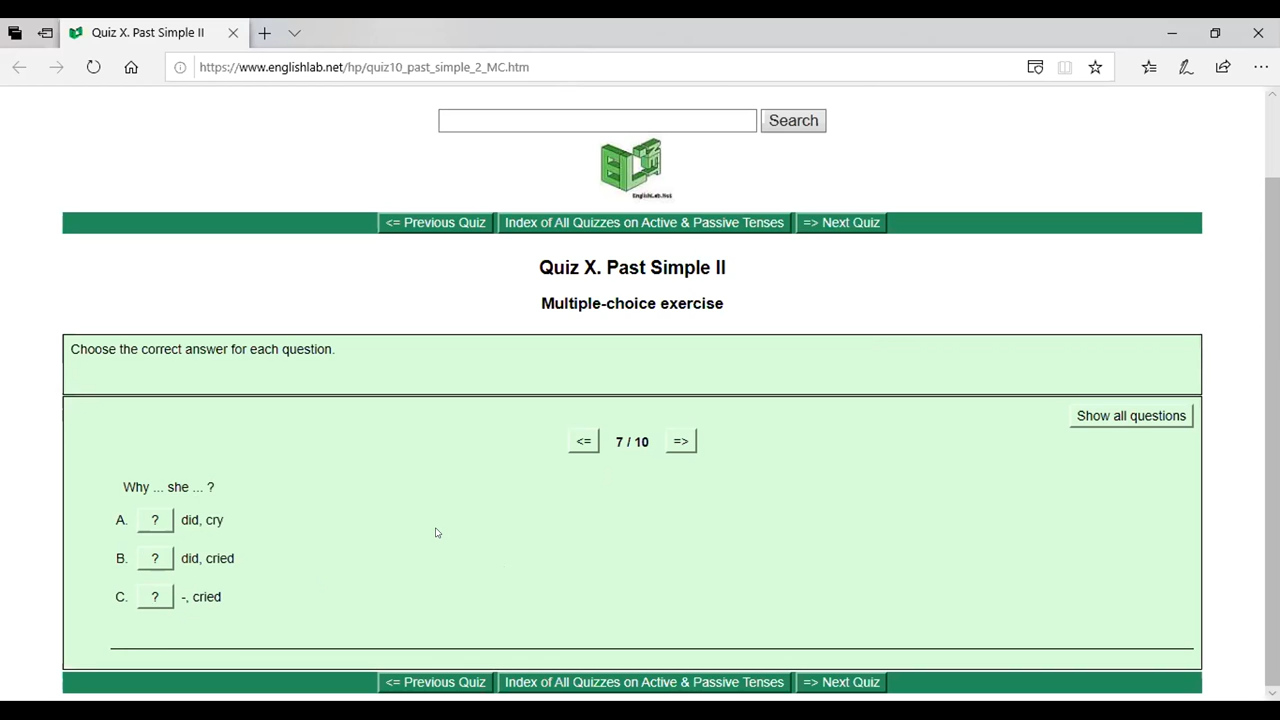 Quiz X. Past Simple II
https://www.englishlab.net/hp/quiz10_past_simple_2_MC.htm
Search
EnglishLab.Net
<= Previous Quiz Index of All Quizzes on Active & Passive Tenses => Next Quiz
Quiz X. Past Simple II
Multiple-choice exercise
Choose the correct answer for each question.
Show all questions
<= 7 / 10 =>
Why ... she ... ?
A. ? did, cry
B. ? did, cried
C. ? -, cried
<= Previous Quiz Index of All Quizzes on Active & Passive Tenses => Next Quiz